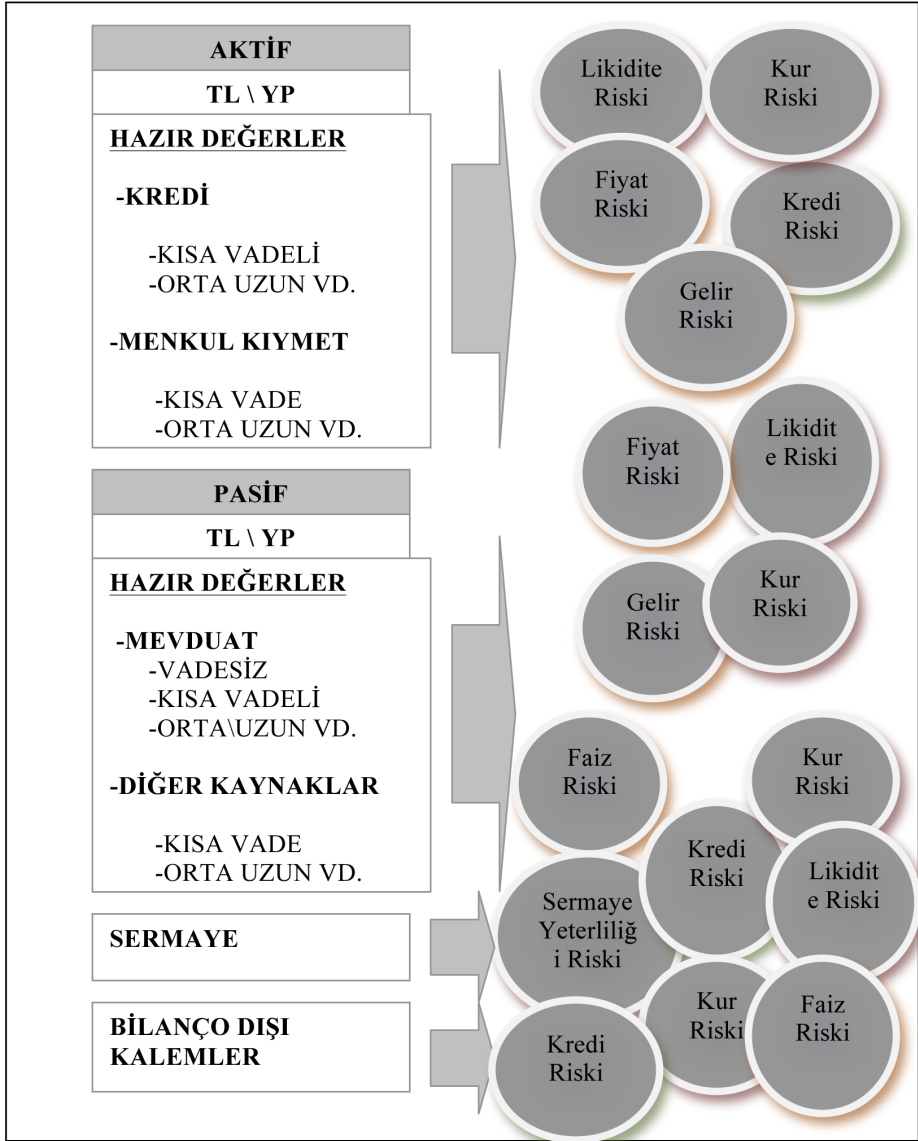 AKTİF
TL \ YP
HAZIR DEĞERLER
-KREDİ
-KISA VADELİ
-ORTA UZUN VD.
-MENKUL KIYMET
-KISA VADE
-ORTA UZUN VD.
PASİF
TL \ YP
HAZIR DEĞERLER
-MEVDUAT
-VADESİZ
-KISA VADELİ
-ORTA\UZUN VD.
-DİĞER KAYNAKLAR
-KISA VADE
-ORTA UZUN VD.
SERMAYE
BİLANÇO DIŞI
KALEMLER
Likidite
Riski
Kur
Riski
Fiyat
Riski
Kredi
Riski
Gelir
Riski
Fiyat
Riski
Likidit
e Riski
Gelir
Riski
Kur
Riski
Faiz
Riski
Kur
Riski
Kredi
Riski
Likidit
e Riski
Sermaye
Yeterliliğ
i Riski
Kur
Riski
Faiz
Riski
Kredi
Riski